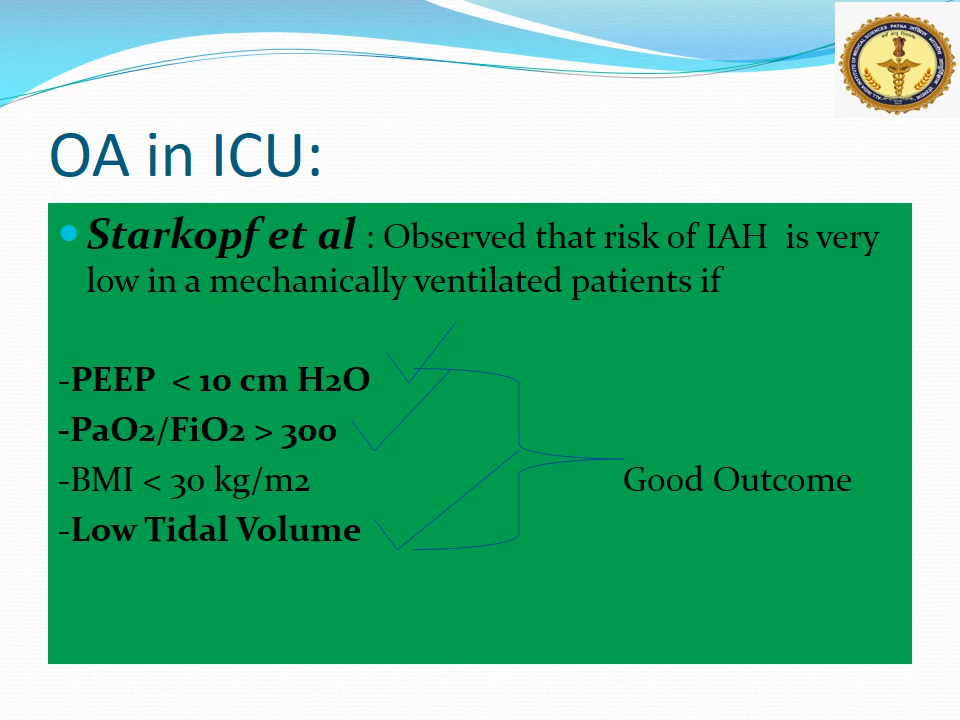 OA in ICU:
Starkopf et al : Observed that risk of IAH is very
low in a mechanically ventilated patients if
-PEEP < 10 cm H2O
-PaO2/FiO2 > 300
-BMI < 30 kg/m2
Good Outcome
-Low Tidal Volume